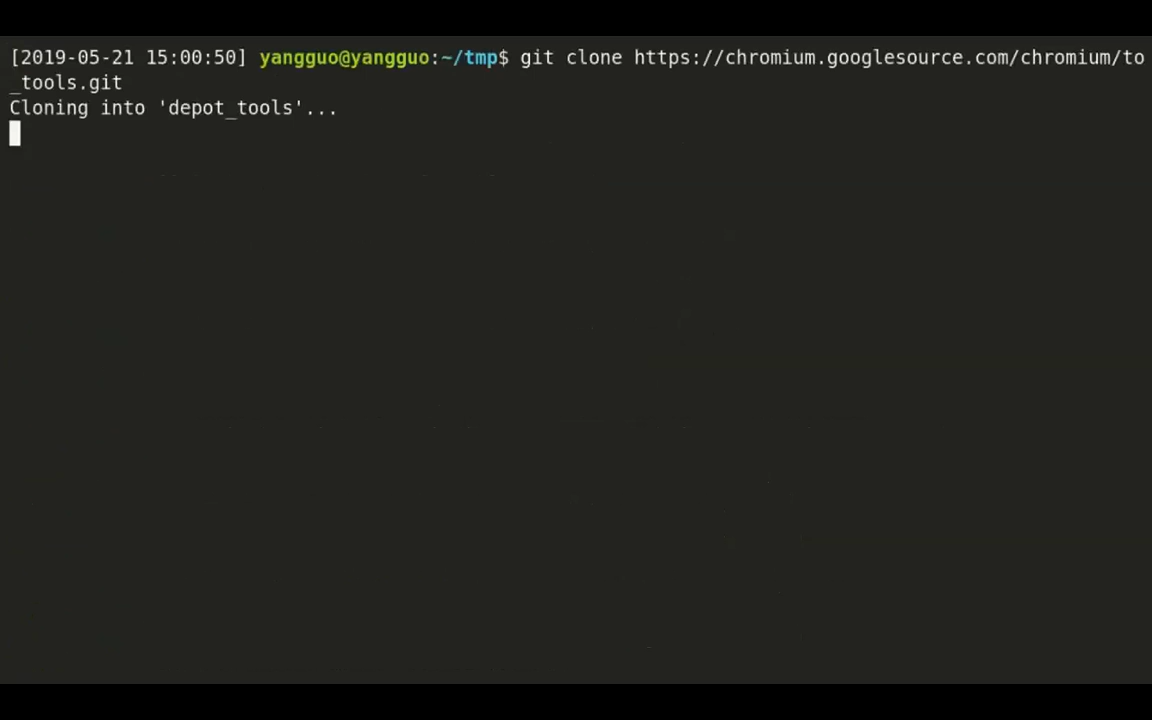 [2019-05-21 15:00:50] yangguo@yangguo:~/tmp$ git clone https://chromium.googlesource.com/chromium/to
_tools.git
Cloning into 'depot_tools'...